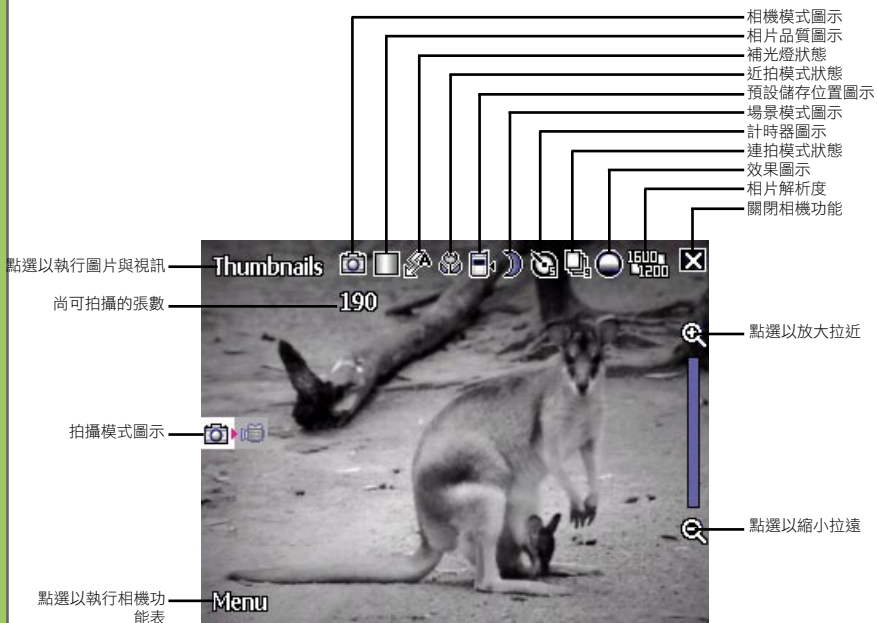 相機模式圖示
相片品質圖示
補光燈狀態
近拍模式狀態
預設儲存位置圖示
場景模式圖示
計時器圖示
連拍模式狀態
效果圖示
相片解析度
關閉相機功能
點選以執行圖片與視訊
Thumbnails
A
s
1600
1200
尚可拍攝的張數
190
點選以放大拉近
拍攝模式圖示
點選以縮小拉遠
點選以執行相機功
能表
Menu